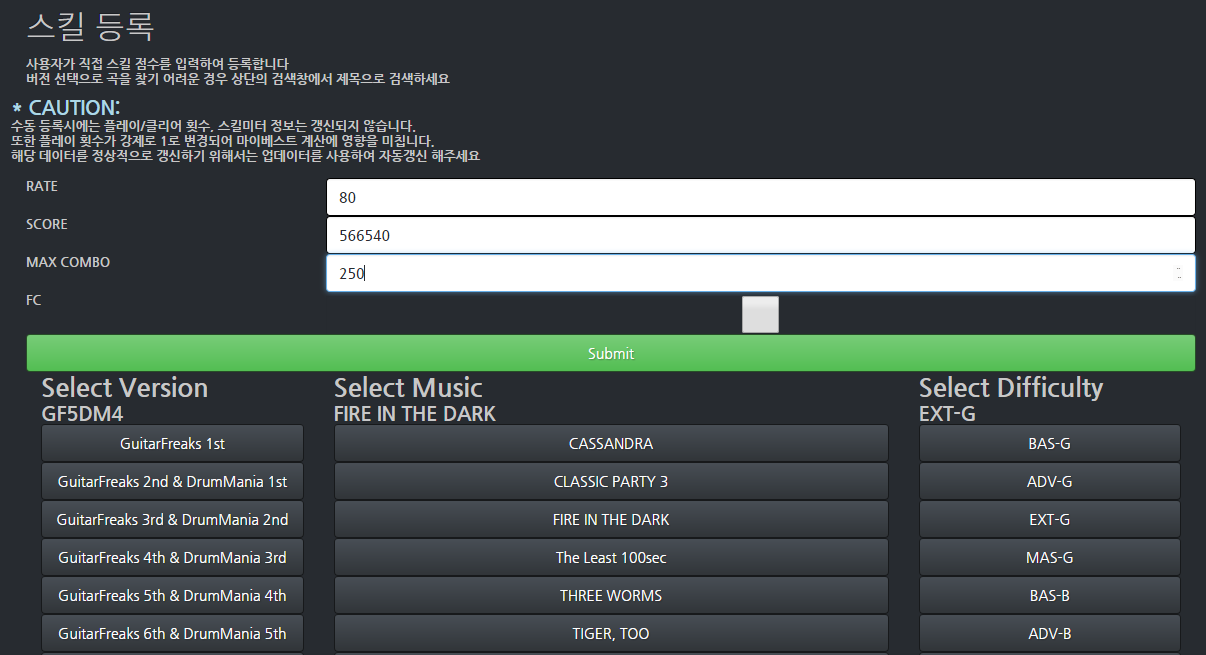 스킬 등록
사용자가 직접 스킬 점수를 입력하여 등록합니다
버전 선택으로 곡을 찾기 어려운 경우 상단의 검색창에서 제목으로 검색하세요
* CAUTION:
수동 등록시에는 플레이/클리어 횟수, 스킬미터 정보는 갱신되지 않습니다.
또한 플레이 횟수가 강제로 1로 변경되어 마이베스트 계산에 영향을 미칩니다.
해당 데이터를 정상적으로 갱신하기 위해서는 업데이터를 사용하여 자동갱신 해주세요
RATE
80
SCORE
566540
MAX COMBO
250
FC
Submit
Select Version
GF5DM4
GuitarFreaks 1st
GuitarFreaks 2nd & DrumMania 1st
GuitarFreaks 3rd & DrumMania 2nd
GuitarFreaks 4th & DrumMania 3rd
GuitarFreaks 5th & DrumMania 4th
GuitarFreaks 6th & DrumMania 5th
Select Music
FIRE IN THE DARK
CASSANDRA
CLASSIC PARTY 3
FIRE IN THE DARK
The Least 100sec
THREE WORMS
TIGER, TOO
Select Difficulty
EXT-G
BAS-G
ADV-G
EXT-G
MAS-G
BAS-B
ADV-B